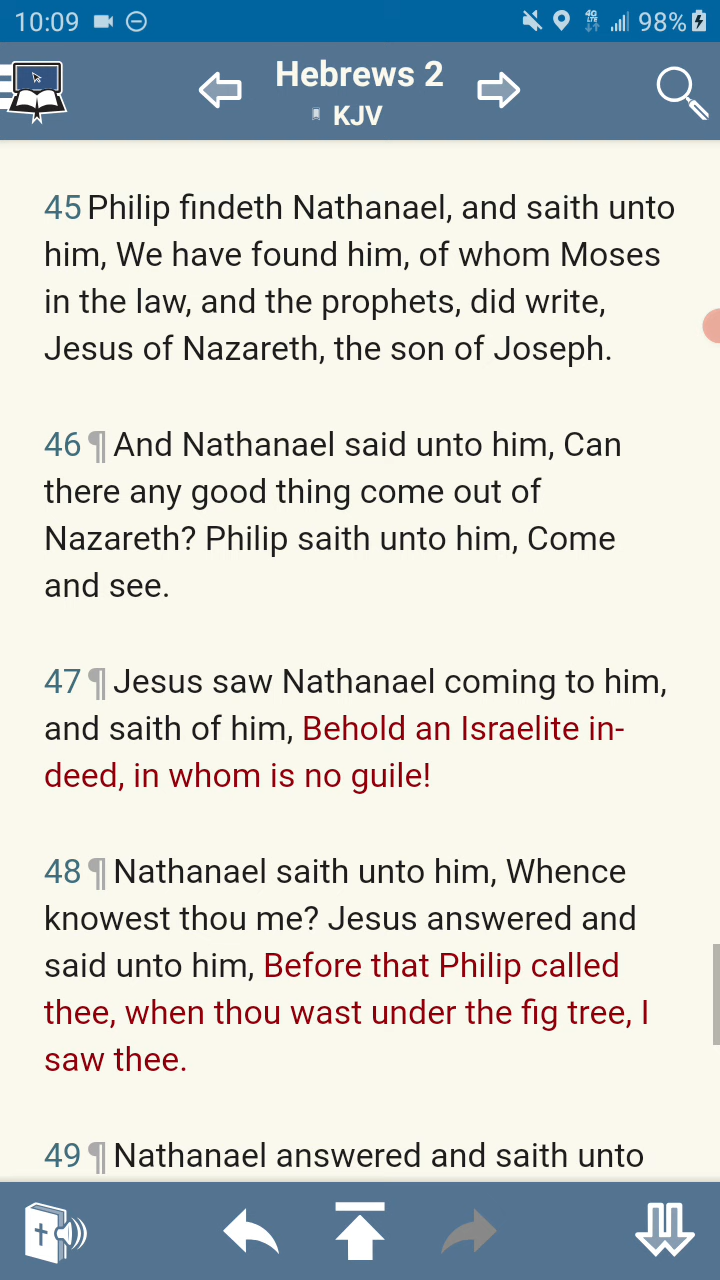 10:09 4G LTE 98%
Hebrews 2
KJV
45 Philip findeth Nathanael, and saith unto
him, We have found him, of whom Moses
in the law, and the prophets, did write,
Jesus of Nazareth, the son of Joseph.
46 ¶ And Nathanael said unto him, Can
there any good thing come out of
Nazareth? Philip saith unto him, Come
and see.
47 ¶ Jesus saw Nathanael coming to him,
and saith of him, Behold an Israelite in-
deed, in whom is no guile!
48 ¶ Nathanael saith unto him, Whence
knowest thou me? Jesus answered and
said unto him, Before that Philip called
thee, when thou wast under the fig tree, I
saw thee.
49 ¶ Nathanael answered and saith unto